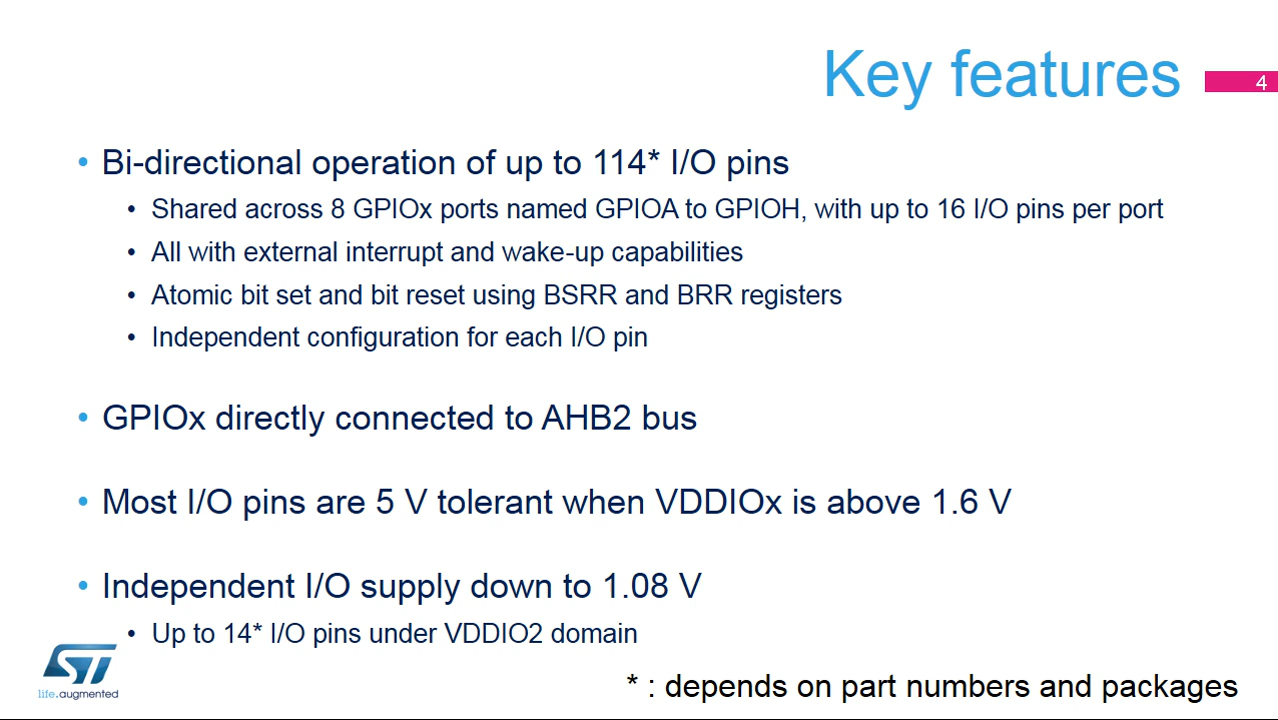 Key features
4
• Bi-directional operation of up to 114* I/O pins
• Shared across 8 GPIOx ports named GPIOA to GPIOH, with up to 16 I/O pins per port
• All with external interrupt and wake-up capabilities
• Atomic bit set and bit reset using BSRR and BRR registers
• Independent configuration for each I/O pin
• GPIOx directly connected to AHB2 bus
• Most I/O pins are 5 V tolerant when VDDIOx is above 1.6 V
• Independent I/O supply down to 1.08 V
• Up to 14* I/O pins under VDDIO2 domain
ST
life.augmented
* : depends on part numbers and packages